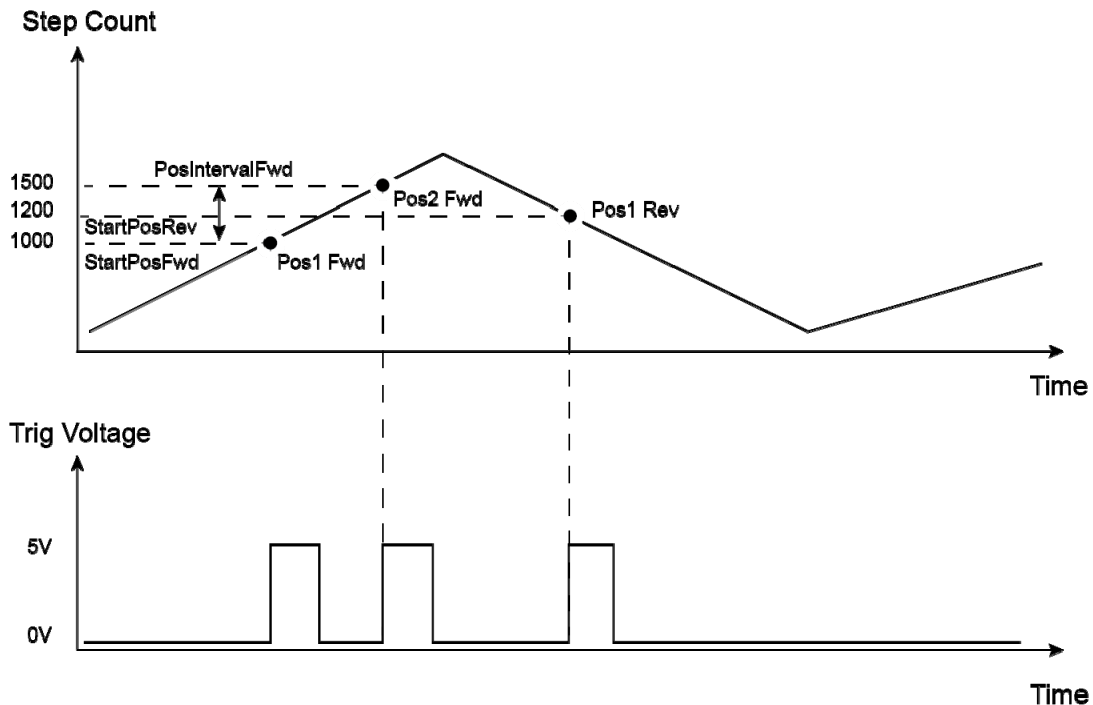 Step Count
PosIntervalFwd
1500
Pos2 Fwd
1200
Pos1 Rev
StartPosRev
1000
StartPosFwd
Pos1 Fwd
Time
Trig Voltage
5V
0V
Time